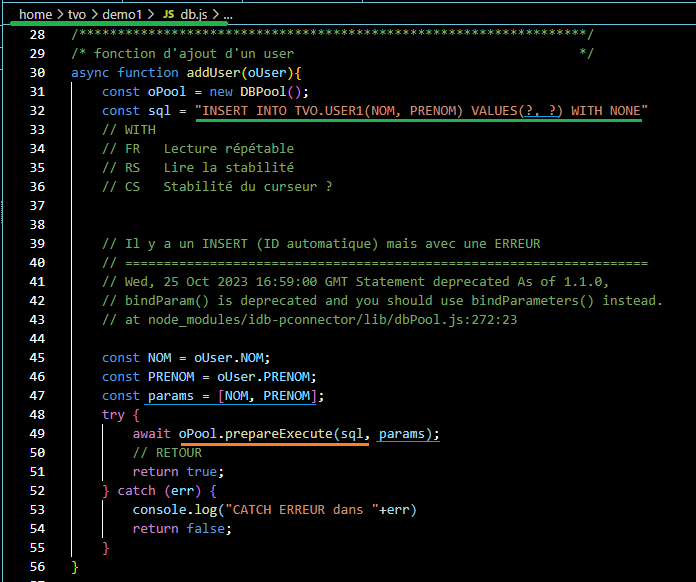 home > tvo > demo1 > JS db.js > ...
28 /******************************************************************/
29 /* fonction d'ajout d'un user */
30 async function addUser(oUser){
31 const oPool = new DBPool();
32 const sql = "INSERT INTO TVO.USER1(NOM, PRENOM) VALUES(?, ?) WITH NONE"
33 // WITH
34 // FR Lecture répétable
35 // RS Lire la stabilité
36 // CS Stabilité du curseur ?
37
38
39 // Il y a un INSERT (ID automatique) mais avec une ERREUR
40 // ====================================================================
41 // Wed, 25 Oct 2023 16:59:00 GMT Statement deprecated As of 1.1.0,
42 // bindParam() is deprecated and you should use bindParameters() instead.
43 // at node_modules/idb-pconnector/lib/dbPool.js:272:23
44
45 const NOM = oUser.NOM;
46 const PRENOM = oUser.PRENOM;
47 const params = [NOM, PRENOM];
48 try {
49 await oPool.prepareExecute(sql, params);
50 // RETOUR
51 return true;
52 } catch (err) {
53 console.log("CATCH ERREUR dans "+err)
54 return false;
55 }
56 }